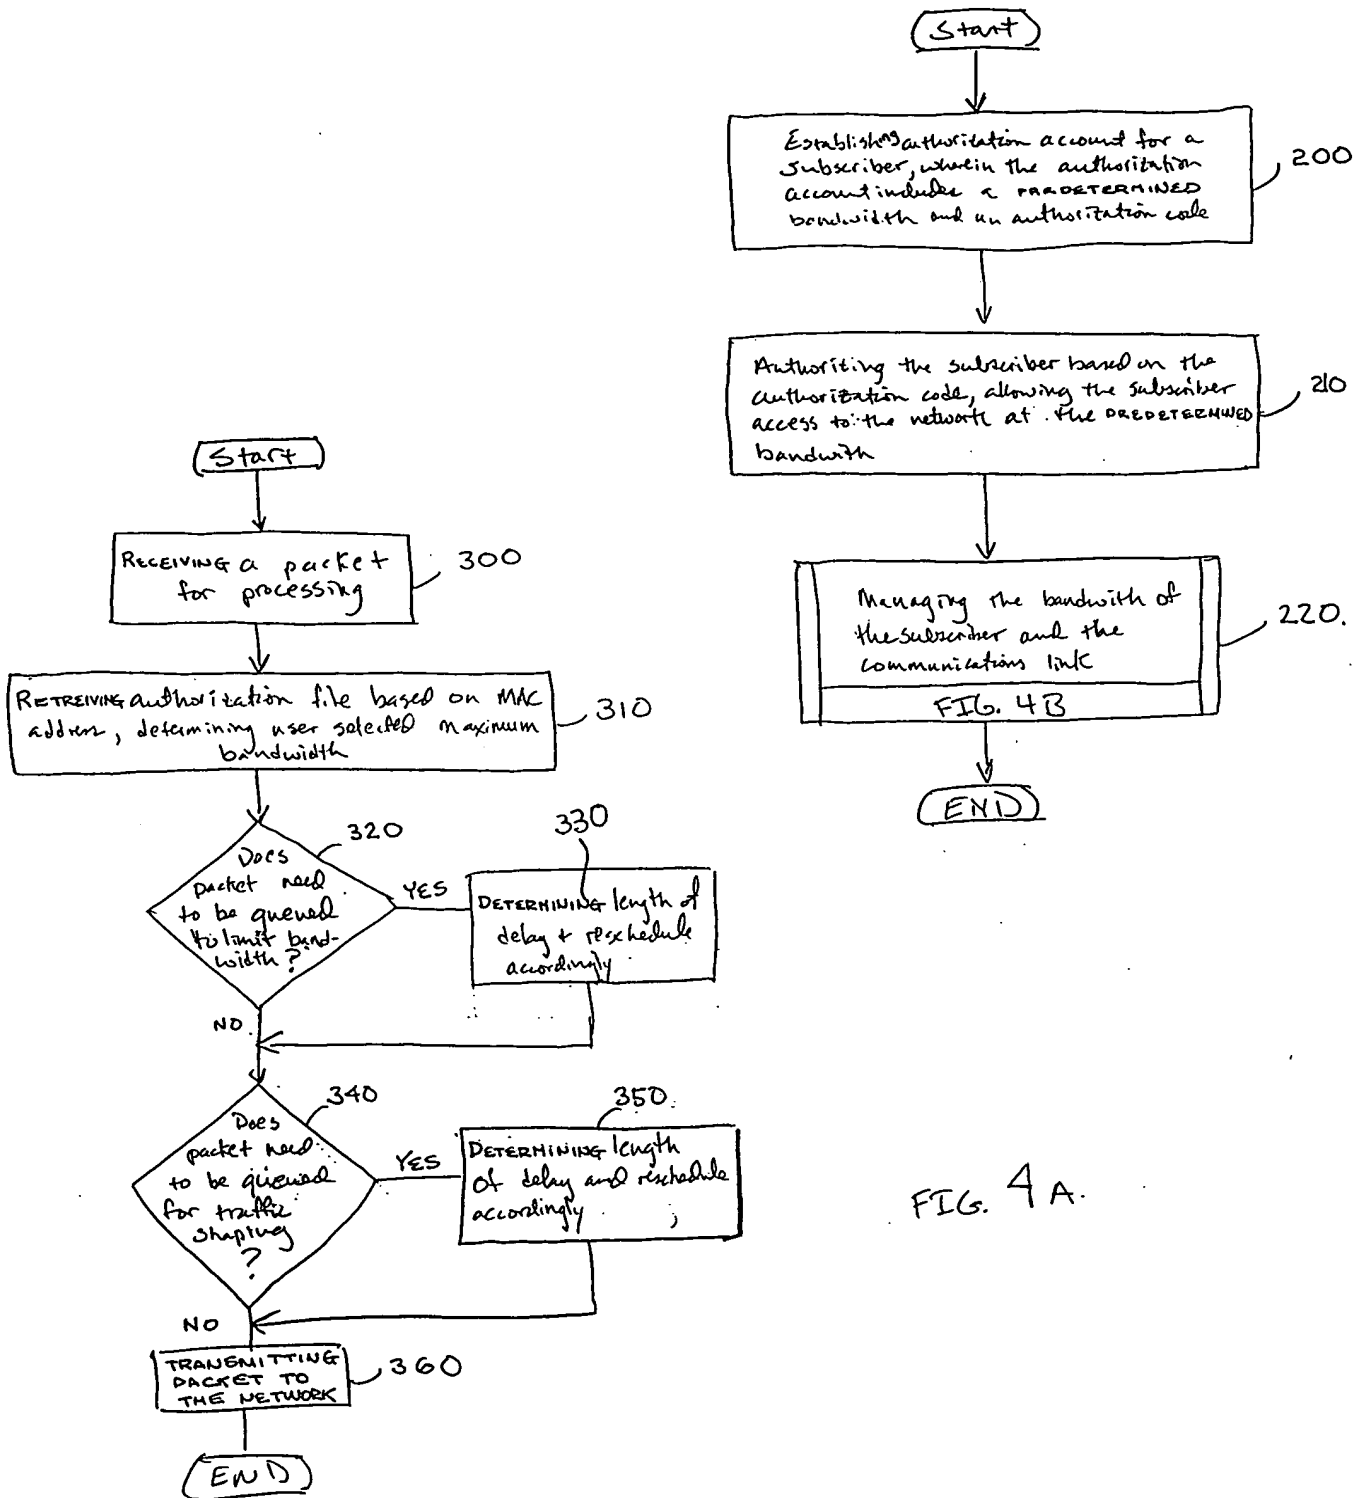 Start
Establishing authorization account for a
subscriber, wherein the authorization
account includes a PREDETERMINED
bandwidth and an authorization code
200
Authorizing the subscriber based on the
authorization code, allowing the subscriber
access to the network at the PREDETERMINED
bandwith
210
Managing the bandwith of
the subscriber and the
communications link
FIG. 4B
220.
END
Start
RECEIVING a packet
for processing
300
RETREIVING authorization file based on MAC
address, determining user selected maximum
bandwidth
310
320
Does
packet need
to be queued
to limit band-
width?
YES
330
DETERMINING length of
delay + reschedule
accordingly
NO
340
Does
packet need
to be queued
for traffic
shaping
?
YES
350
DETERMINING length
of delay and reschedule
accordingly
NO
TRANSMITTING
PACKET TO
THE NETWORK
360
END
FIG. 4A.